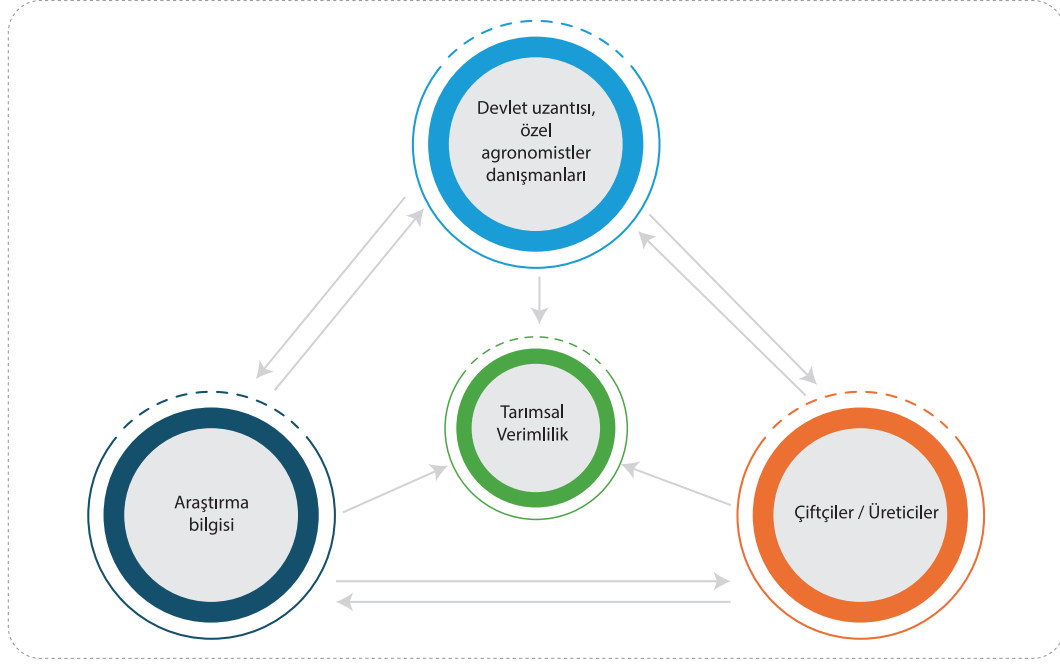 Devlet uzantısı,
özel
agronomistler
danışmanları
Tarımsal
Verimlilik
Araştırma
bilgisi
Çiftçiler / Üreticiler